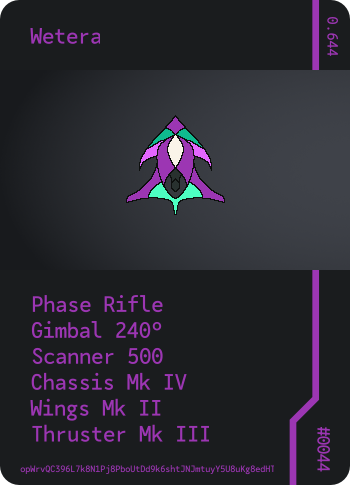 Wetera
0.644
Phase Rifle
Gimbal 240°
Scanner 500
Chassis Mk IV
Wings Mk II
Thruster Mk III
#0044
opWrvQC396L7k8N1Pj8PboUtDd9k6shtJNJmtuyY5U8uKg8edHT